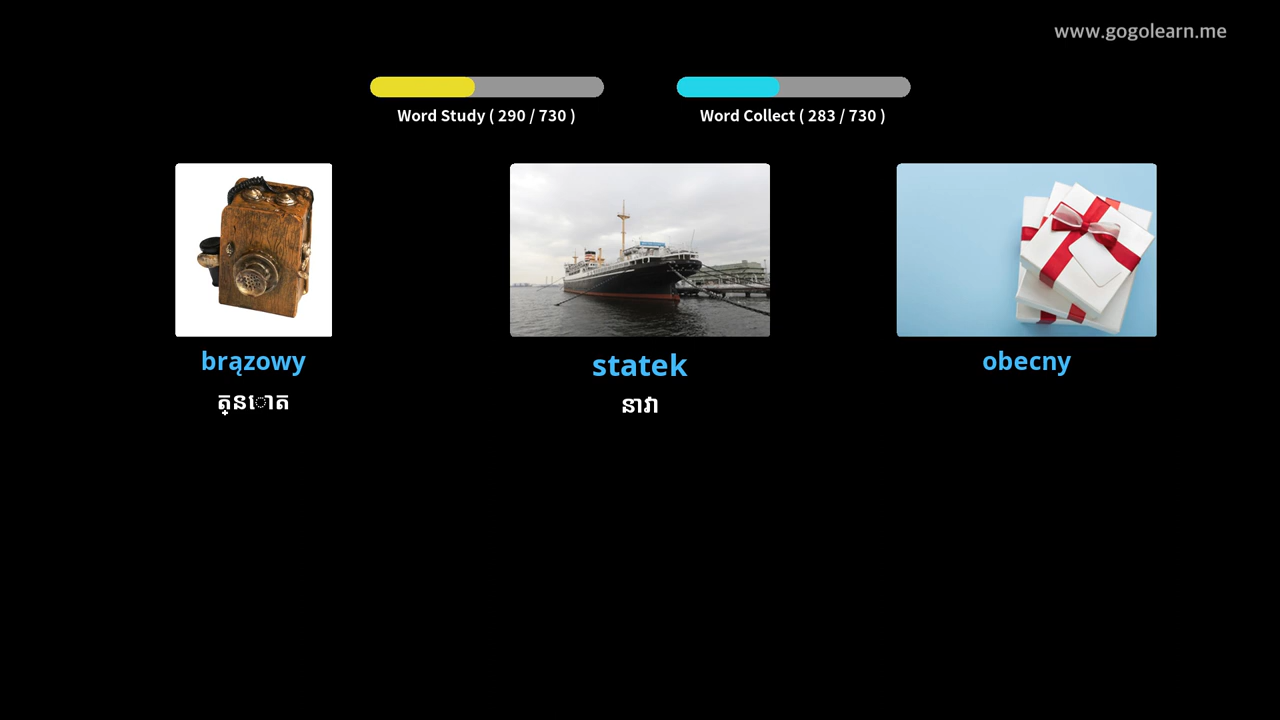 www.gogolearn.me
Word Study ( 290 / 730 )
Word Collect ( 283 / 730 )
brązowy
statek
obecny
ត្នោត
នាវា